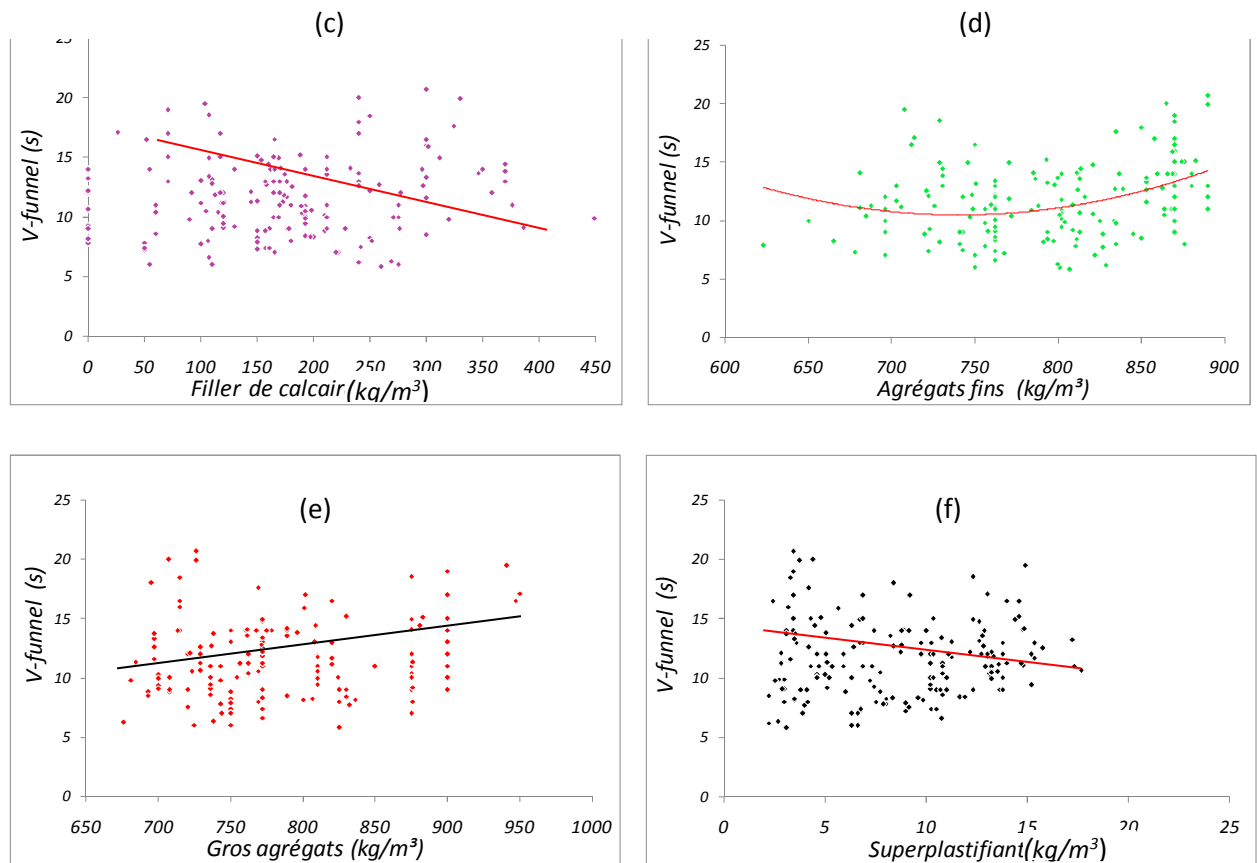 (c)
25
20
15
10
5
0
V-funnel (s)
0 50 100 150 200 250 300 350 400 450
Filler de calcair(kg/m³)
(d)
25
20
15
10
5
0
V-funnel (s)
600 650 700 750 800 850 900
Agrégats fins (kg/m³)
(e)
25
20
15
10
5
0
V-funnel (s)
650 700 750 800 850 900 950 1000
Gros agrégats (kg/m³)
(f)
25
20
15
10
5
0
V-funnel (s)
0 5 10 15 20 25
Superplastifiant(kg/m³)